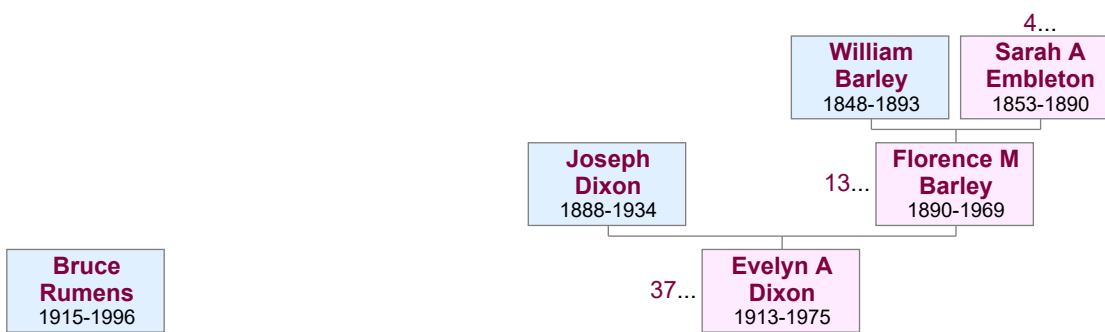 4...
William
Barley
1848-1893
Sarah A
Embleton
1853-1890
Joseph
Dixon
1888-1934
13...
Florence M
Barley
1890-1969
Bruce
Rumens
1915-1996
37...
Evelyn A
Dixon
1913-1975